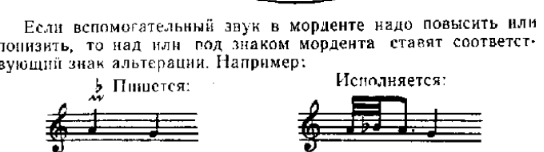 Если вспомогательный звук в морденте надо повысить или
понизить, то над или под знаком мордента ставят соответст-
вующий знак альтерации. Например:
Пишется: Исполняется: